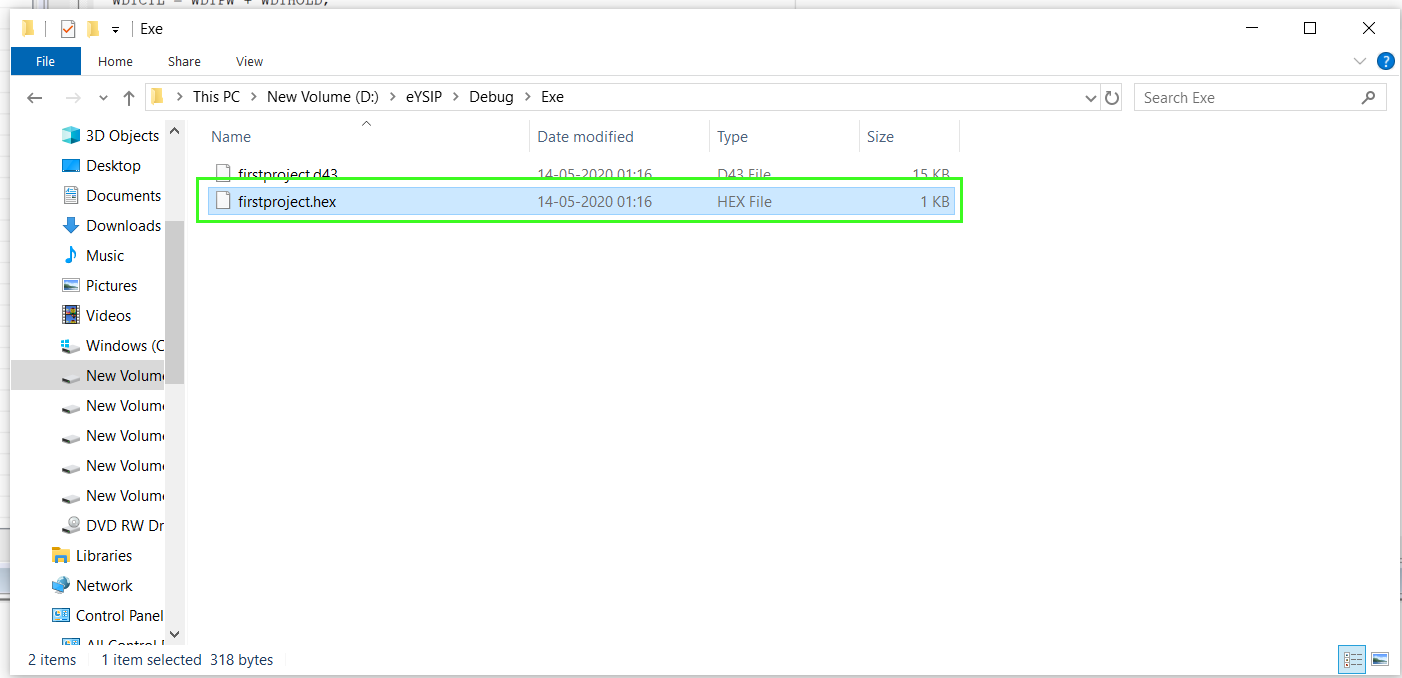 WDTCTL = WDTPW + WDTHOLD;
Exe
File Home Share View
This PC New Volume (D:) eYSIP Debug Exe
Search Exe
Name Date modified Type Size
firstproject.d43 14-05-2020 01:16 D43 File 15 KB
firstproject.hex 14-05-2020 01:16 HEX File 1 KB
3D Objects
Desktop
Documents
Downloads
Music
Pictures
Videos
Windows (C
New Volume
New Volume
New Volume
New Volume
New Volume
DVD RW Dr
Libraries
Network
Control Panel
All Control
2 items 1 item selected 318 bytes